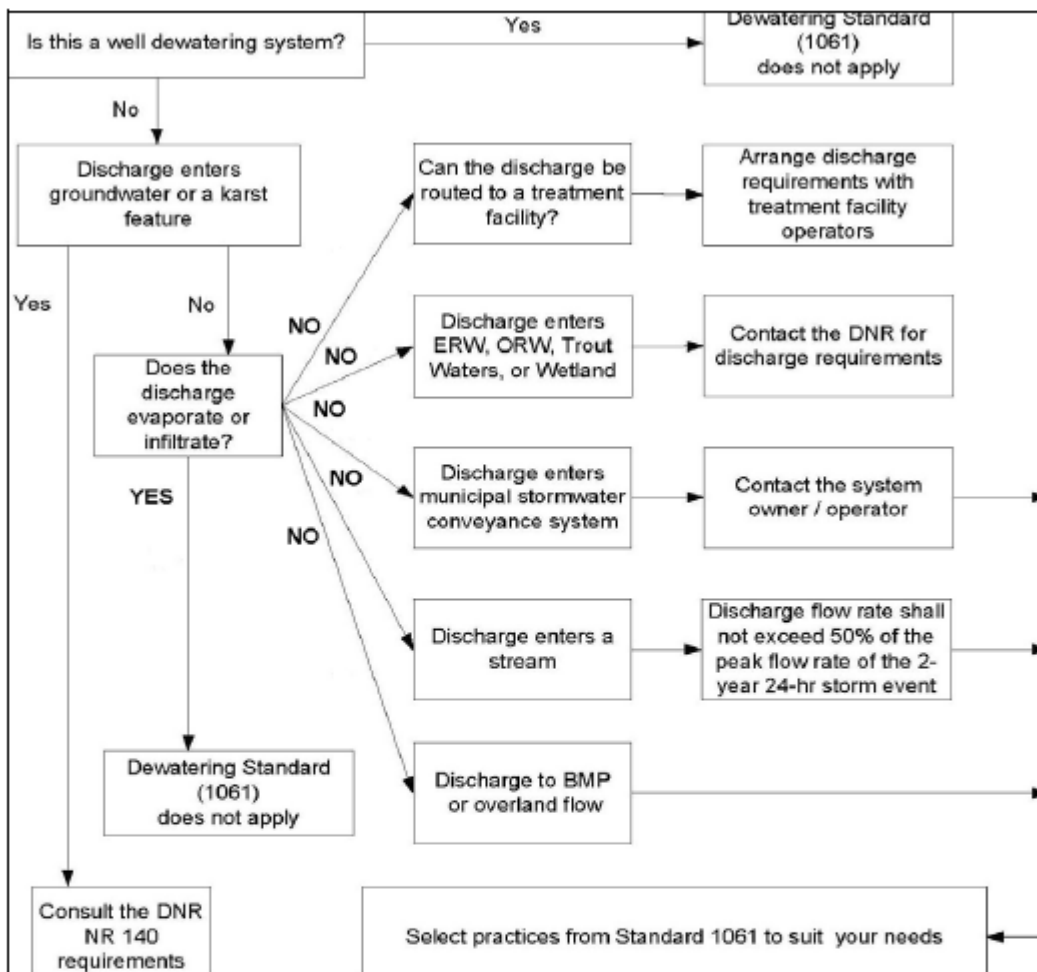 Is this a well dewatering system?
Yes
Dewatering Standard
(1061)
does not apply
No
Discharge enters
groundwater or a karst
feature
Can the discharge be
routed to a treatment
facility?
Arrange discharge
requirements with
treatment facility
operators
Yes
No
NO
NO
NO
NO
NO
Does the
discharge
evaporate or
infiltrate?
Discharge enters
ERW, ORW, Trout
Waters, or Wetland
Contact the DNR for
discharge requirements
YES
Discharge enters
municipal stormwater
conveyance system
Contact the system
owner / operator
Discharge enters a
stream
Discharge flow rate shall
not exceed 50% of the
peak flow rate of the 2-
year 24-hr storm event
Dewatering Standard
(1061)
does not apply
Discharge to BMP
or overland flow
Consult the DNR
NR 140
requirements
Select practices from Standard 1061 to suit your needs